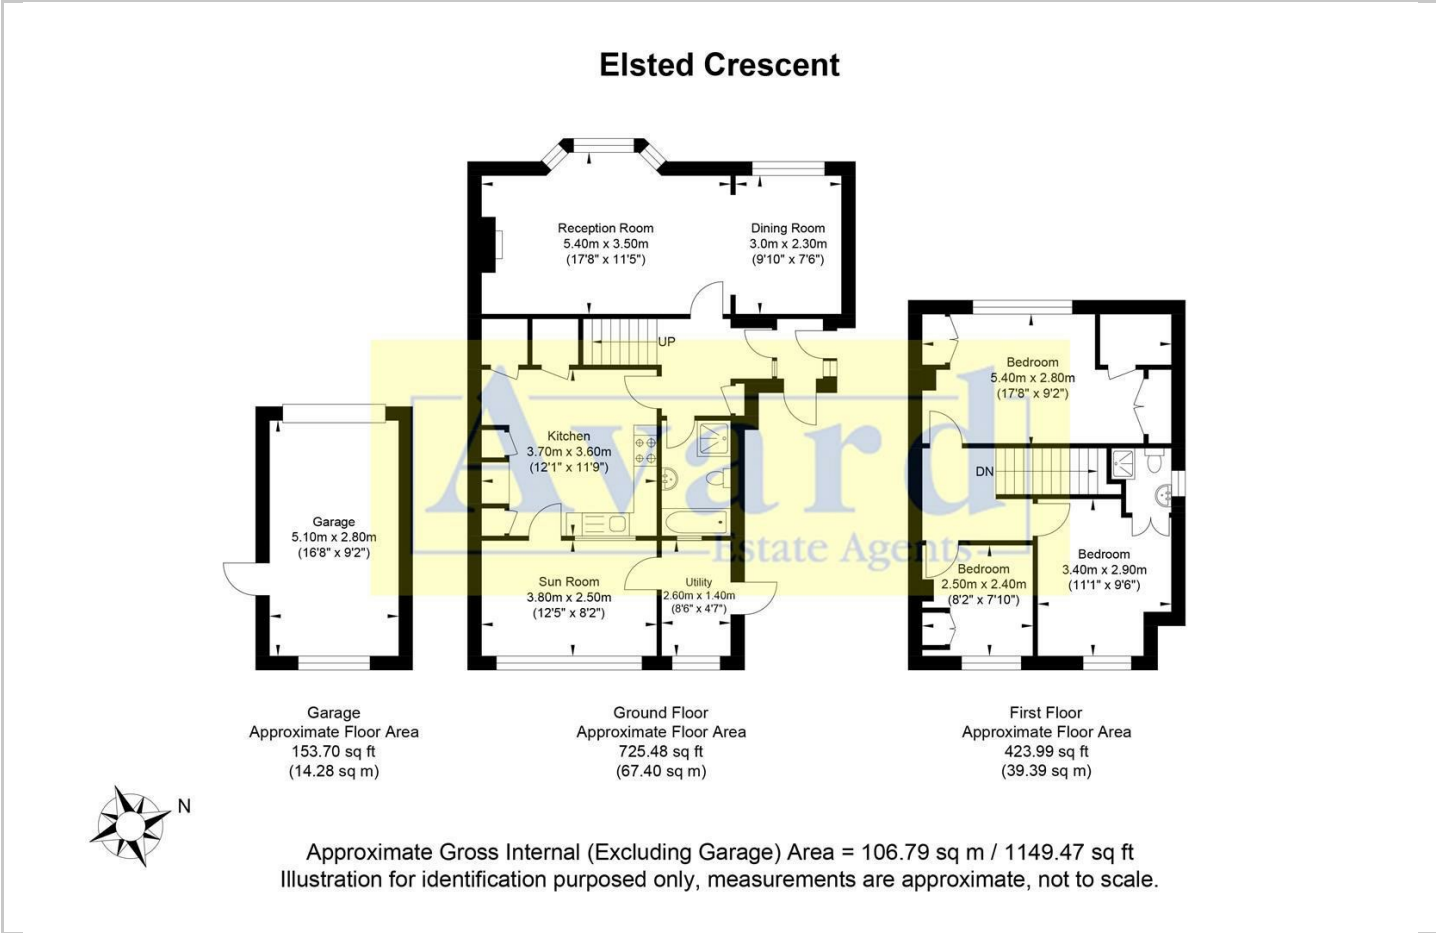 Elsted Crescent
Reception Room
5.40m x 3.50m
(17'8" x 11'5")
Dining Room
3.0m x 2.30m
(9'10" x 7'6")
UP
Kitchen
3.70m x 3.60m
(12'1" x 11'9")
Sun Room
3.80m x 2.50m
(12'5" x 8'2")
Utility
2.60m x 1.40m
(8'6" x 4'7")
Garage
5.10m x 2.80m
(16'8" x 9'2")
Bedroom
5.40m x 2.80m
(17'8" x 9'2")
DN
Bedroom
3.40m x 2.90m
(11'1" x 9'6")
Bedroom
2.50m x 2.40m
(8'2" x 7'10")
Avard
Estate Agents
Garage
Approximate Floor Area
153.70 sq ft
(14.28 sq m)
Ground Floor
Approximate Floor Area
725.48 sq ft
(67.40 sq m)
First Floor
Approximate Floor Area
423.99 sq ft
(39.39 sq m)
N
Approximate Gross Internal (Excluding Garage) Area = 106.79 sq m / 1149.47 sq ft
Illustration for identification purposed only, measurements are approximate, not to scale.